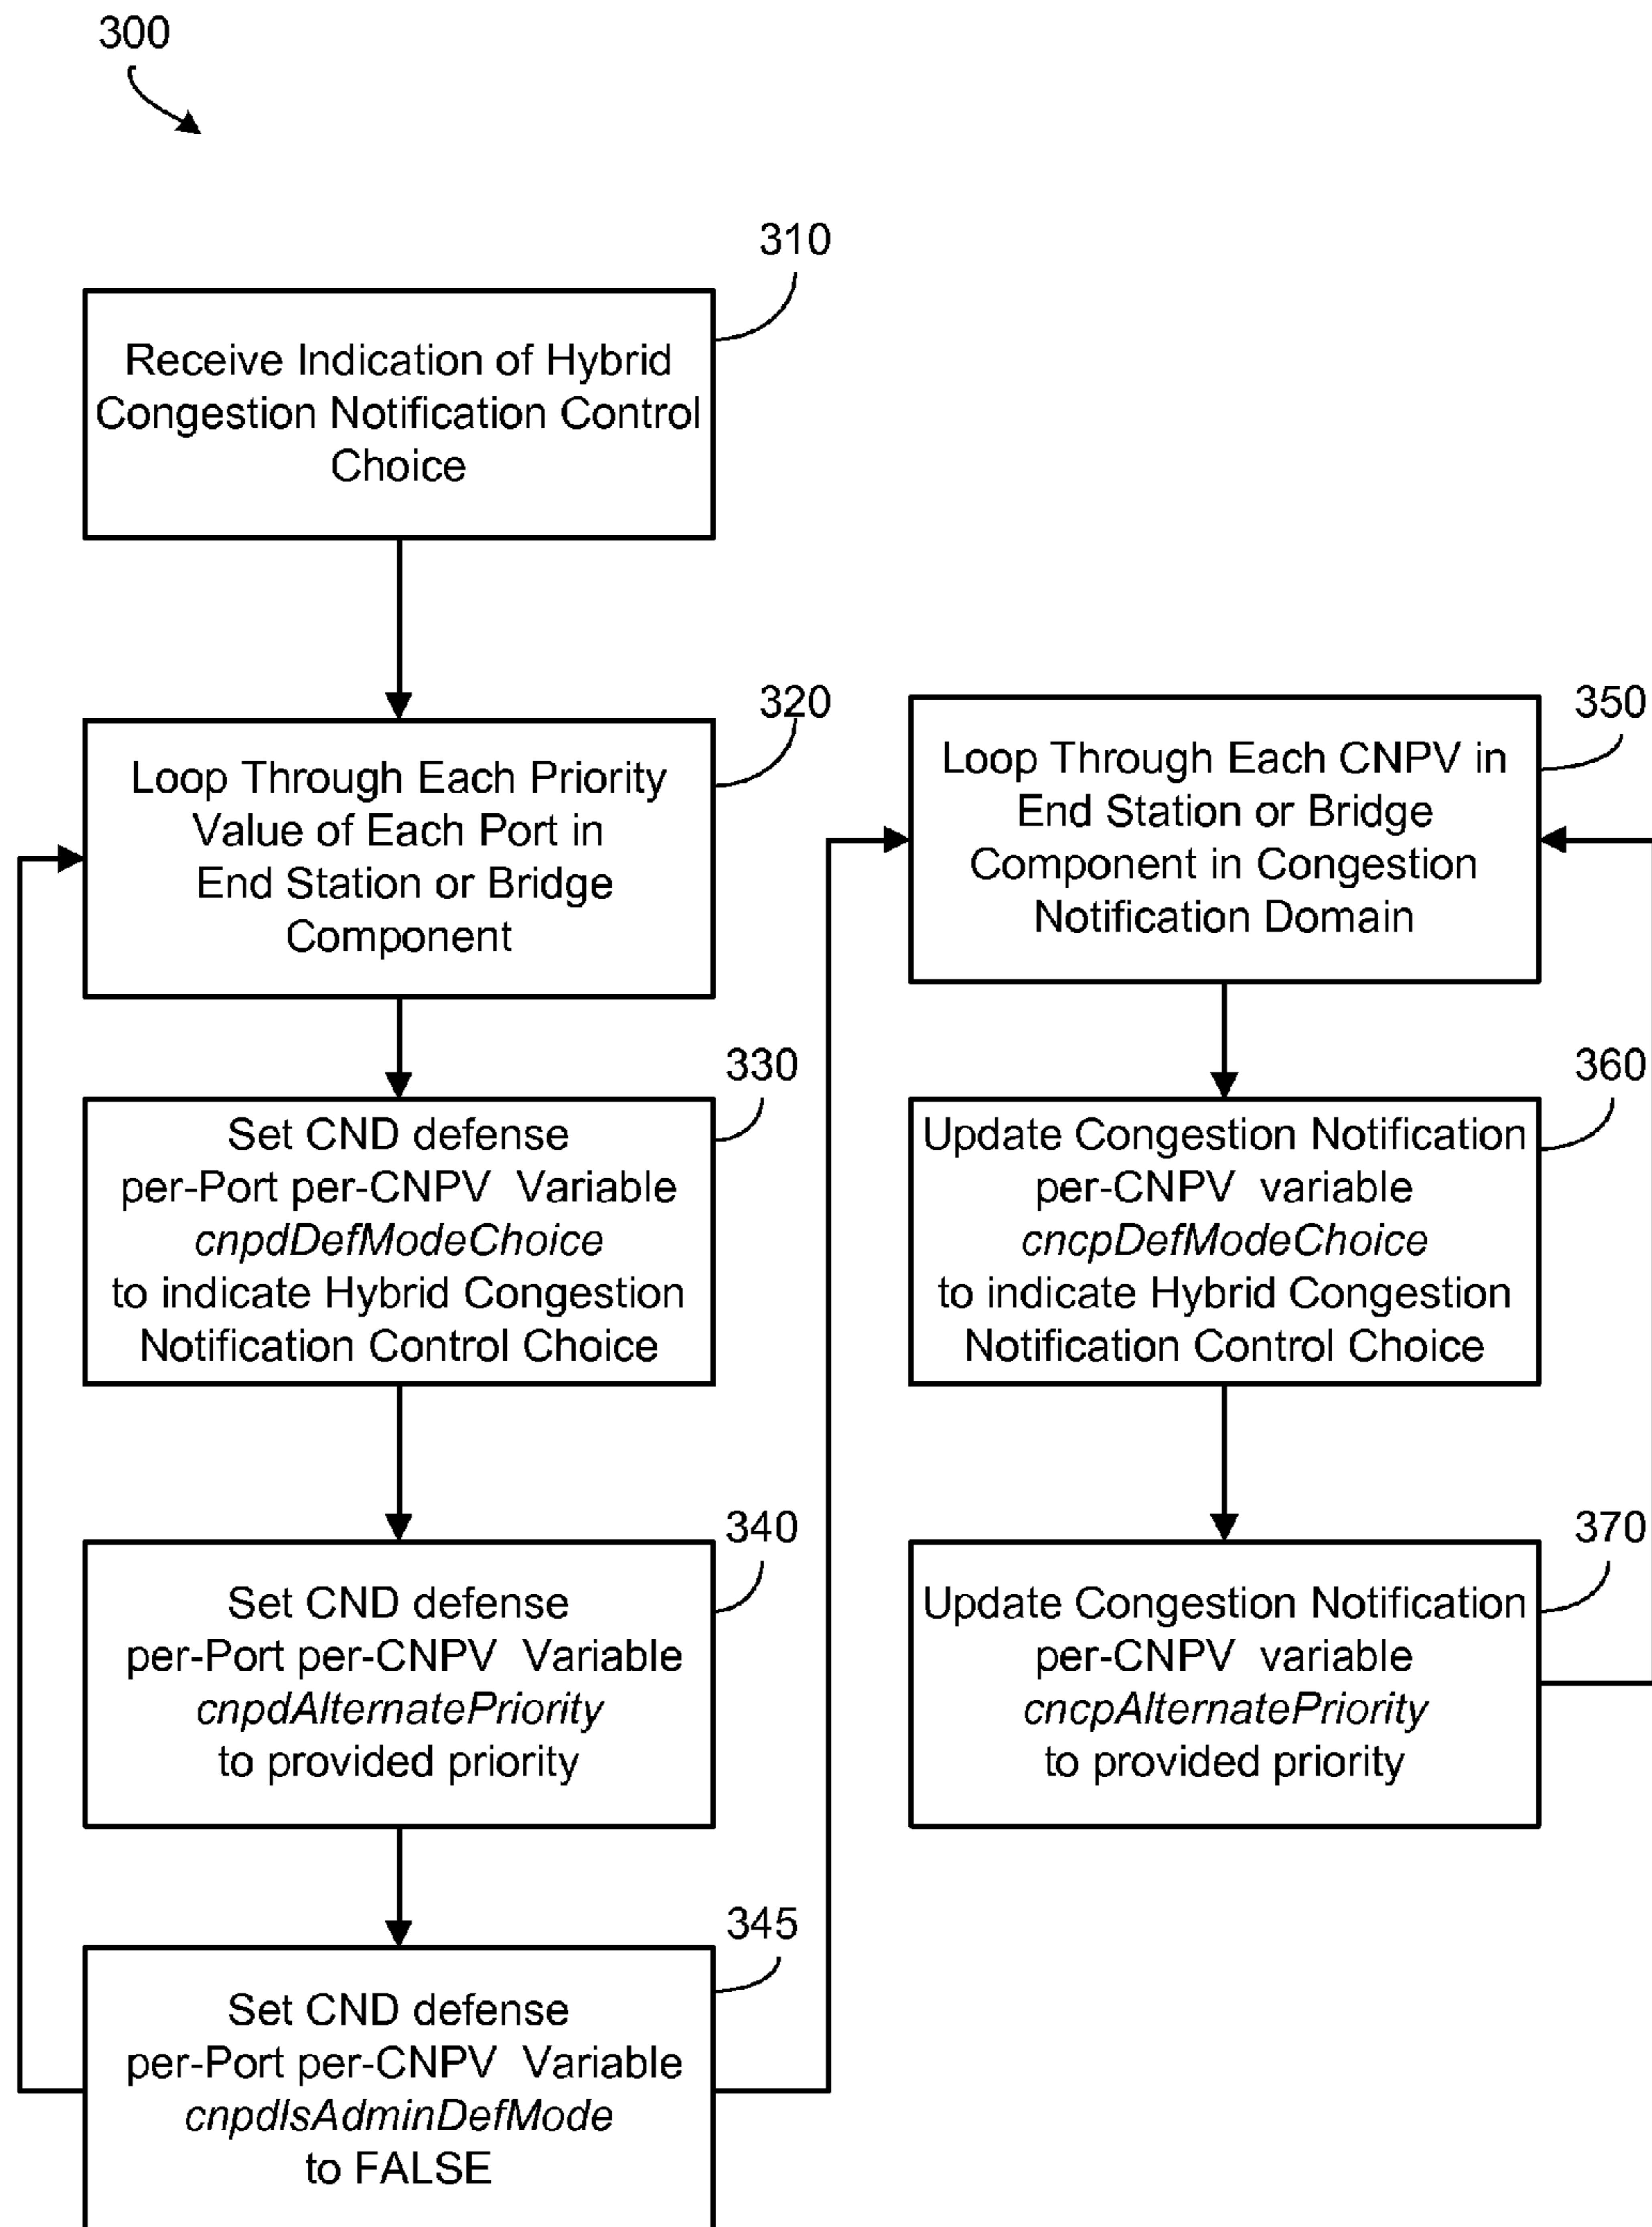 300
310
Receive Indication of Hybrid
Congestion Notification Control
Choice
320
Loop Through Each Priority
Value of Each Port in
End Station or Bridge
Component
330
Set CND defense
per-Port per-CNPV Variable
cnpdDefModeChoice
to indicate Hybrid Congestion
Notification Control Choice
340
Set CND defense
per-Port per-CNPV Variable
cnpdAlternatePriority
to provided priority
345
Set CND defense
per-Port per-CNPV Variable
cnpdIsAdminDefMode
to FALSE
350
Loop Through Each CNPV in
End Station or Bridge
Component in Congestion
Notification Domain
360
Update Congestion Notification
per-CNPV variable
cncpDefModeChoice
to indicate Hybrid Congestion
Notification Control Choice
370
Update Congestion Notification
per-CNPV variable
cncpAlternatePriority
to provided priority